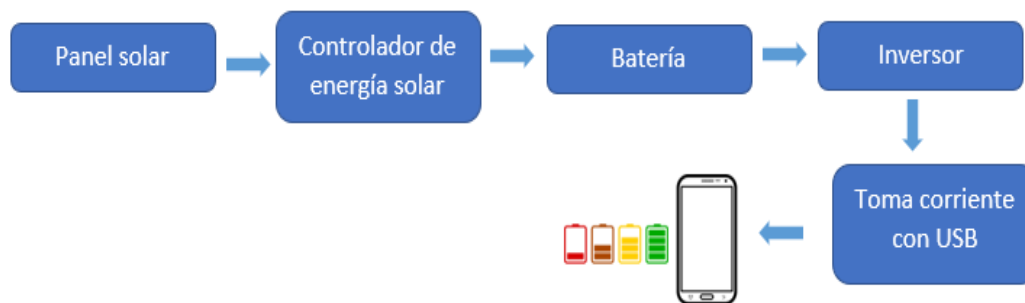 Panel solar
Controlador de
energía solar
Batería
Inversor
Toma corriente
con USB